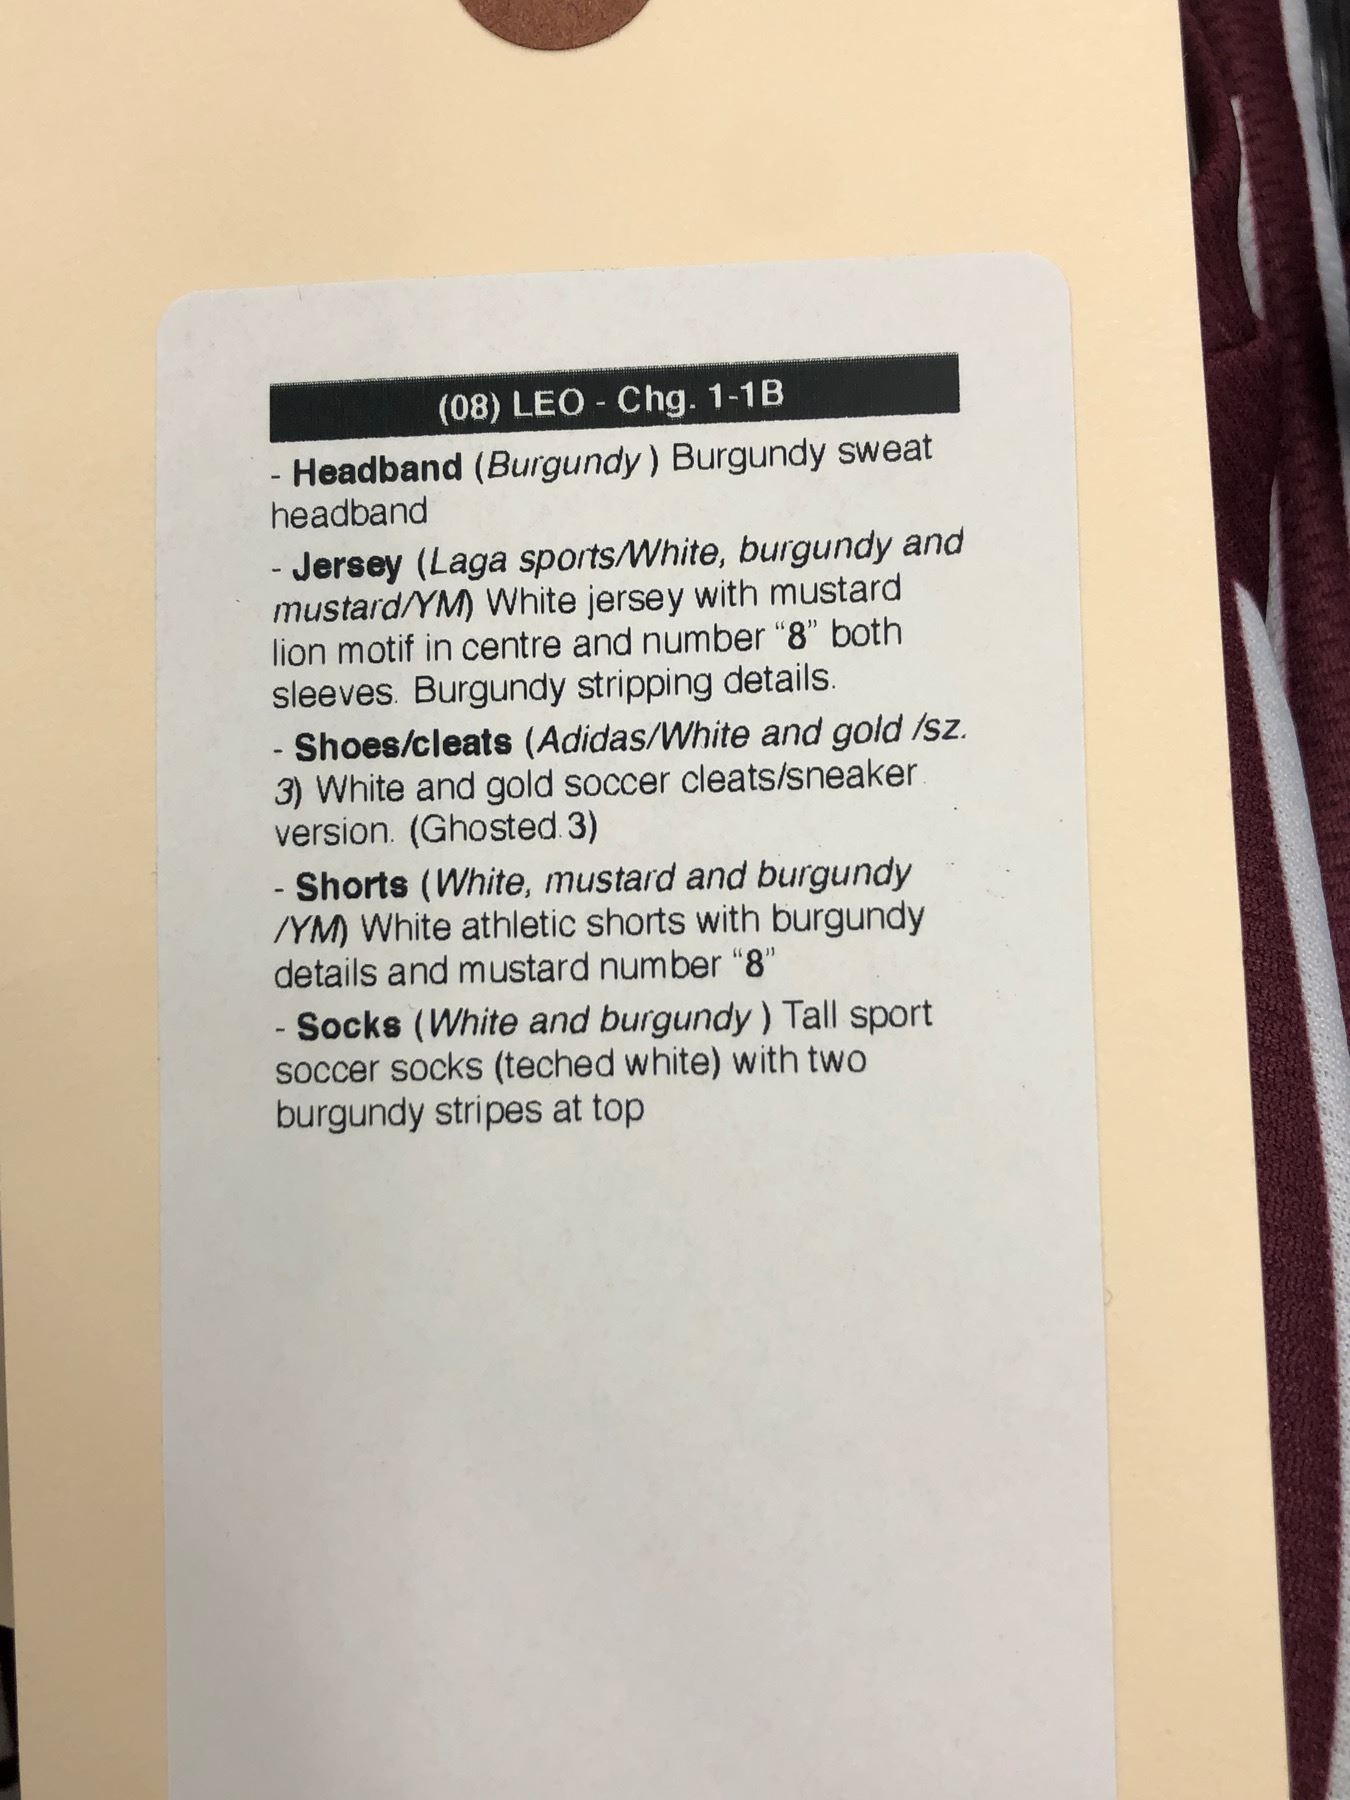 (08) LEO - Chg. 1-1B
- Headband (Burgundy ) Burgundy sweat
headband
- Jersey (Laga sports/White, burgundy and
mustard/YM) White jersey with mustard
lion motif in centre and number “8” both
sleeves. Burgundy stripping details.
- Shoes/cleats (Adidas/White and gold /sz.
3) White and gold soccer cleats/sneaker
version. (Ghosted.3)
- Shorts (White, mustard and burgundy
/YM) White athletic shorts with burgundy
details and mustard number “8”
- Socks (White and burgundy ) Tall sport
soccer socks (teched white) with two
burgundy stripes at top